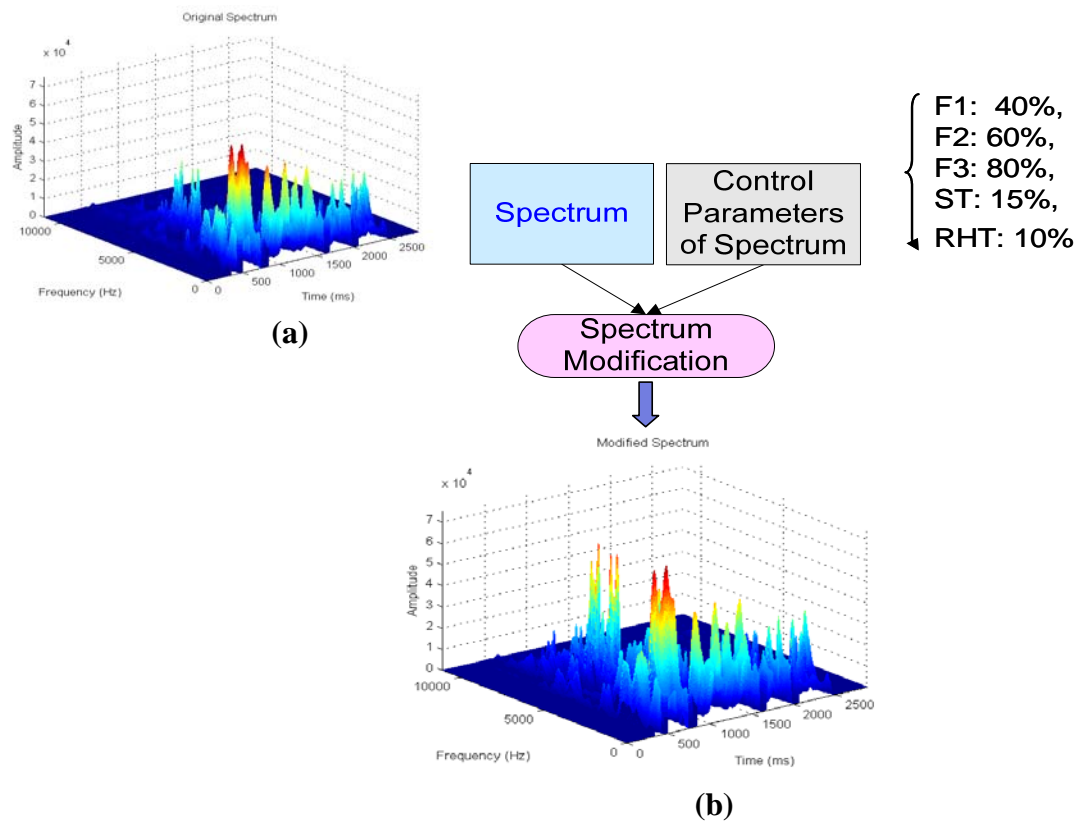 Original Spectrum
x 10^4
7
6
5
4
3
2
1
0
Amplitude
10000
5000
0
Frequency (Hz)
0
500
1000
1500
2000
2500
Time (ms)
(a)
Spectrum
Control
Parameters
of Spectrum
F1: 40%,
F2: 60%,
F3: 80%,
ST: 15%,
RHT: 10%
Spectrum
Modification
Modified Spectrum
x 10^4
7
6
5
4
3
2
1
0
Amplitude
10000
5000
0
Frequency (Hz)
0
500
1000
1500
2000
2500
Time (ms)
(b)